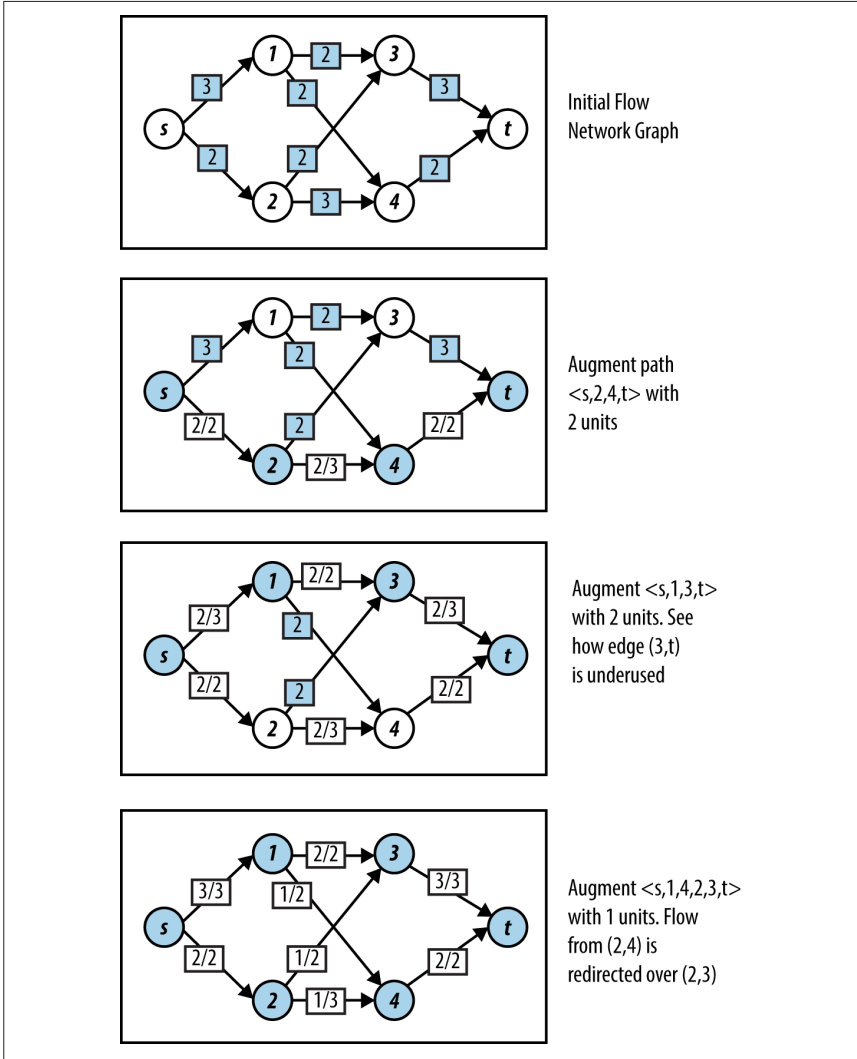 1 2 3
3 2 3
s t
2 2 2
2 3 4
Initial Flow
Network Graph
1 2 3
3 2 3
s t
2/2 2 2/2
2 2/3 4
Augment path
<s,2,4,t> with
2 units
1 2/2 3
2/3 2 2/3
s t
2/2 2 2/2
2 2/3 4
Augment <s,1,3,t>
with 2 units. See
how edge (3,t)
is underused
1 2/2 3
3/3 1/2 3/3
s t
2/2 1/2 2/2
2 1/3 4
Augment <s,1,4,2,3,t>
with 1 units. Flow
from (2,4) is
redirected over (2,3)